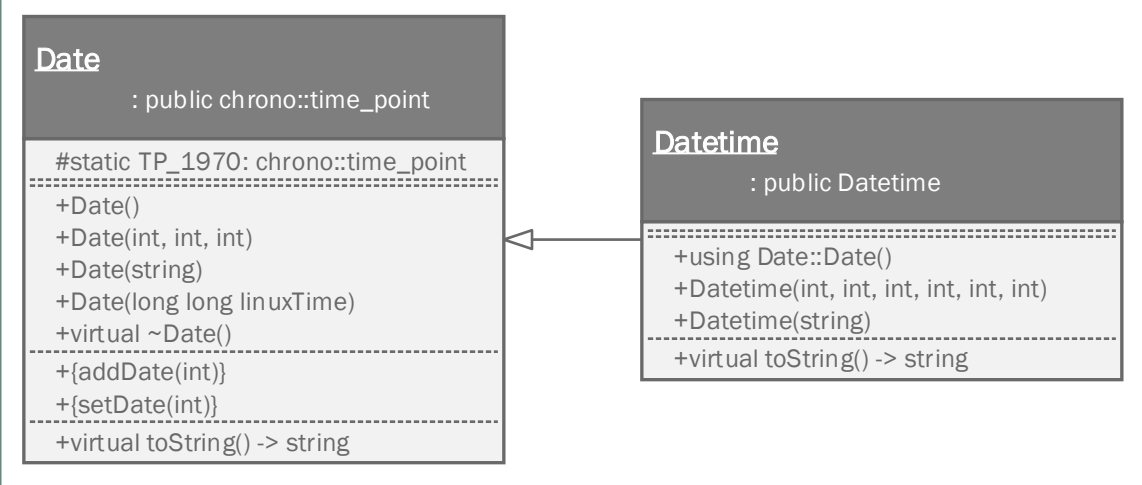 Date
: public chrono::time_point
#static TP_1970: chrono::time_point
+Date()
+Date(int, int, int)
+Date(string)
+Date(long long linuxTime)
+virtual ~Date()
+{addDate(int)}
+{setDate(int)}
+virtual toString() -> string
Datetime
: public Datetime
+using Date::Date()
+Datetime(int, int, int, int, int, int)
+Datetime(string)
+virtual toString() -> string